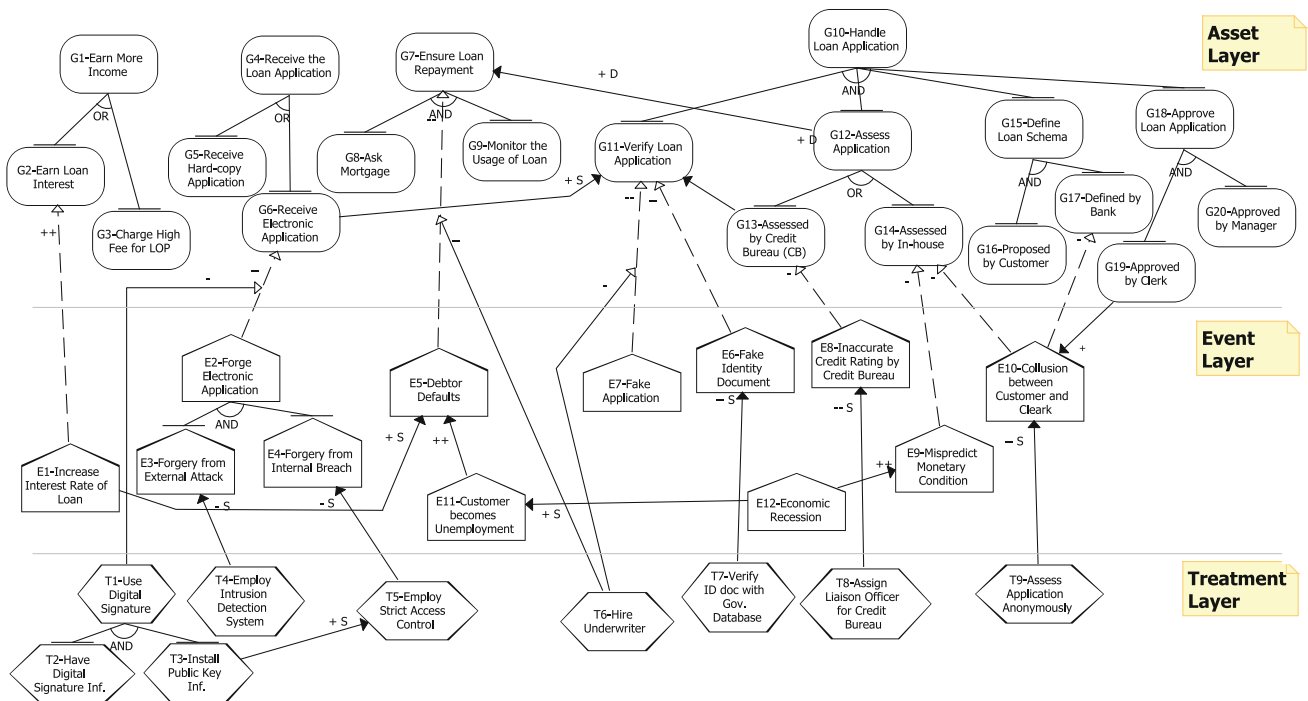 G1-Earn More
Income
G4-Receive the
Loan Application
G7-Ensure Loan
Repayment
G10-Handle
Loan Application
Asset
Layer
+ D
OR
OR
AND
--
AND
G2-Earn Loan
Interest
G5-Receive
Hard-copy
Application
G8-Ask
Mortgage
G9-Monitor the
Usage of Loan
G11-Verify Loan
Application
+ D
G12-Assess
Application
G15-Define
Loan Schema
G18-Approve
Loan Application
OR
AND
AND
++
G3-Charge High
Fee for LOP
G6-Receive
Electronic
Application
+ S
--
–
G13-Assessed
by Credit
Bureau (CB)
G14-Assessed
by In-house
G16-Proposed
by Customer
G17-Defined by
Bank
G19-Approved
by Clerk
G20-Approved
by Manager
-
–
–
-
-
-
-
-
Event
Layer
E2-Forge
Electronic
Application
AND
E5-Debtor
Defaults
E7-Fake
Application
E6-Fake
Identity
Document
E8-Inaccurate
Credit Rating by
Credit Bureau
E10-Collusion
between
Customer and
Cleark
+
E1-Increase
Interest Rate of
Loan
E3-Forgery from
External Attack
E4-Forgery from
Internal Breach
+ S
++
– S
-- S
++
E9-Mispredict
Monetary
Condition
– S
- S
-S
E11-Customer
becomes
Unemployment
+ S
E12-Economic
Recession
Treatment
Layer
T1-Use
Digital
Signature
T4-Employ
Intrusion
Detection
System
T5-Employ
Strict Access
Control
T6-Hire
Underwriter
T7-Verify
ID doc with
Gov.
Database
T8-Assign
Liaison Officer
for Credit
Bureau
T9-Assess
Application
Anonymously
AND
+ S
T2-Have
Digital
Signature Inf.
T3-Install
Public Key
Inf.